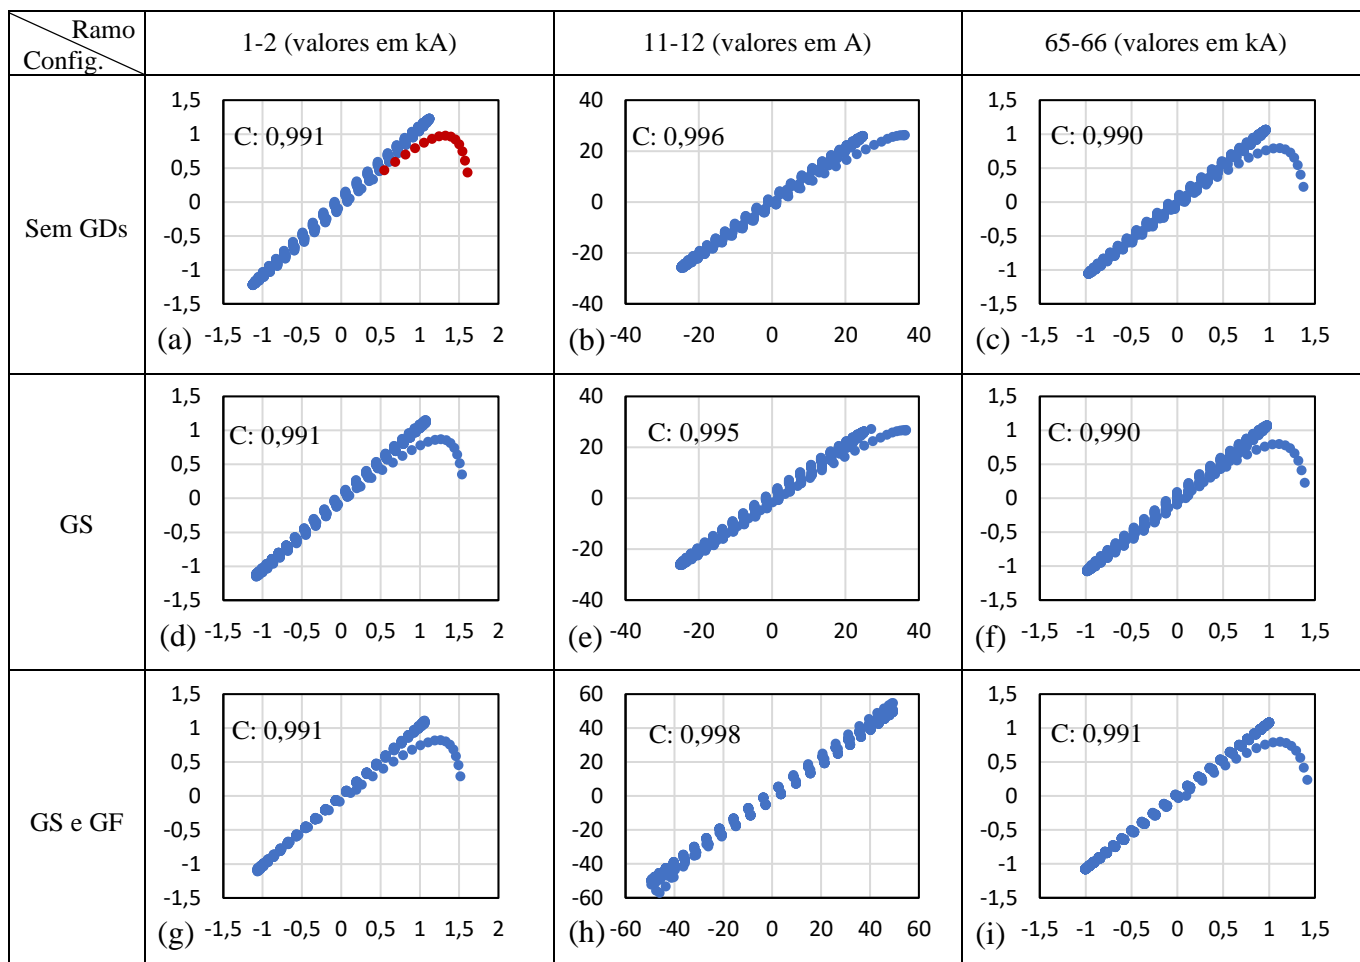 Ramo
Config.
1-2 (valores em kA)
11-12 (valores em A)
65-66 (valores em kA)
Sem GDs
1,5
1
0,5
0
-0,5
-1
-1,5
C: 0,991
(a)
-1,5 -1 -0,5 0 0,5 1 1,5 2
40
20
0
-20
-40
C: 0,996
(b)
-40 -20 0 20 40
1,5
1
0,5
0
-0,5
-1
-1,5
C: 0,990
(c)
-1,5 -1 -0,5 0 0,5 1 1,5
GS
1,5
1
0,5
0
-0,5
-1
-1,5
C: 0,991
(d)
-1,5 -1 -0,5 0 0,5 1 1,5 2
40
20
0
-20
-40
C: 0,995
(e)
-40 -20 0 20 40
1,5
1
0,5
0
-0,5
-1
-1,5
C: 0,990
(f)
-1,5 -1 -0,5 0 0,5 1 1,5
GS e GF
1,5
1
0,5
0
-0,5
-1
-1,5
C: 0,991
(g)
-1,5 -1 -0,5 0 0,5 1 1,5 2
60
40
20
0
-20
-40
-60
C: 0,998
(h)
-60 -40 -20 0 20 40 60
1,5
1
0,5
0
-0,5
-1
-1,5
C: 0,991
(i)
-1,5 -1 -0,5 0 0,5 1 1,5